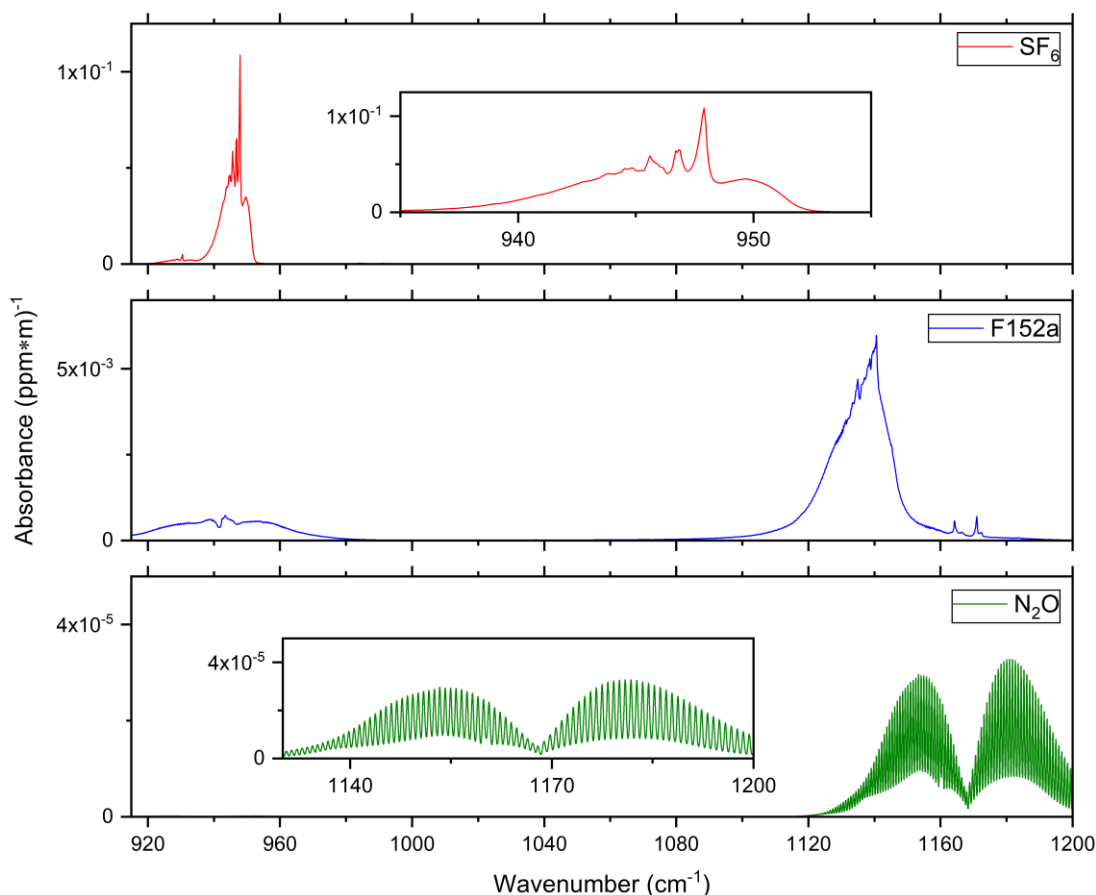 SF₆
1x10⁻¹
0
1x10⁻¹
0
940
950
F152a
5x10⁻³
0
Absorbance (ppm*m)⁻¹
N₂O
4x10⁻⁵
0
4x10⁻⁵
0
1140
1170
1200
920
960
1000
1040
1080
1120
1160
1200
Wavenumber (cm⁻¹)